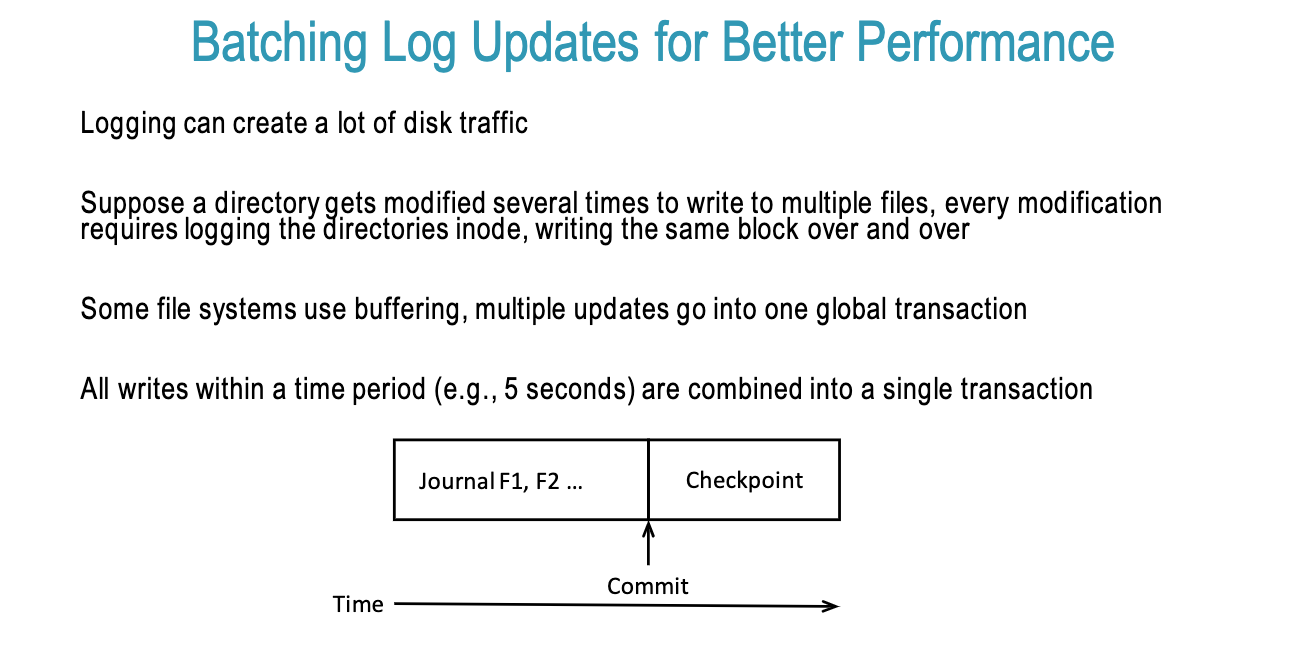 Batching Log Updates for Better Performance
Logging can create a lot of disk traffic
Suppose a directory gets modified several times to write to multiple files, every modification
requires logging the directories inode, writing the same block over and over
Some file systems use buffering, multiple updates go into one global transaction
All writes within a time period (e.g., 5 seconds) are combined into a single transaction
Journal F1, F2 ...
Checkpoint
Commit
Time